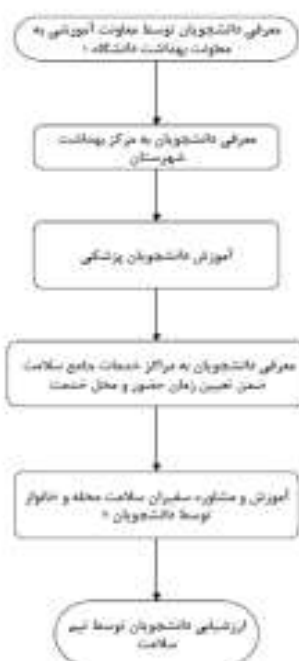 معرفی دانشجویان توسط معاونت آموزشی به
معاونت بهداشت دانشگاه ۱
معرفی دانشجویان به مرکز بهداشت
شهرستان
آموزش دانشجویان پزشکی
معرفی دانشجویان به مراکز خدمات جامع سلامت
ضمن تعیین زمان حضور و محل خدمت
آموزش و مشاوره سفیران سلامت محله و خانوار
توسط دانشجویان
ارزشیابی دانشجویان توسط تیم
سلامت